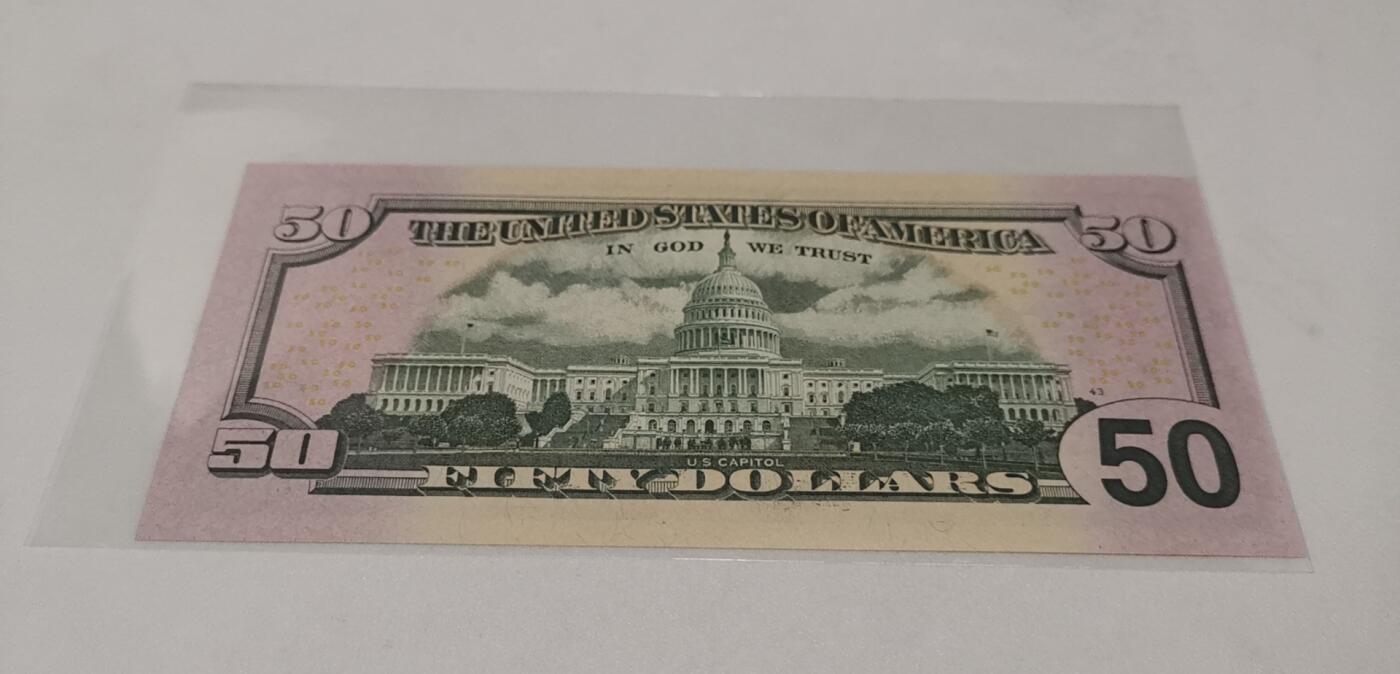 50 THE UNITED STATES OF AMERICA 50
IN GOD WE TRUST
43
50 U.S. CAPITOL 50
FIFTY DOLLARS